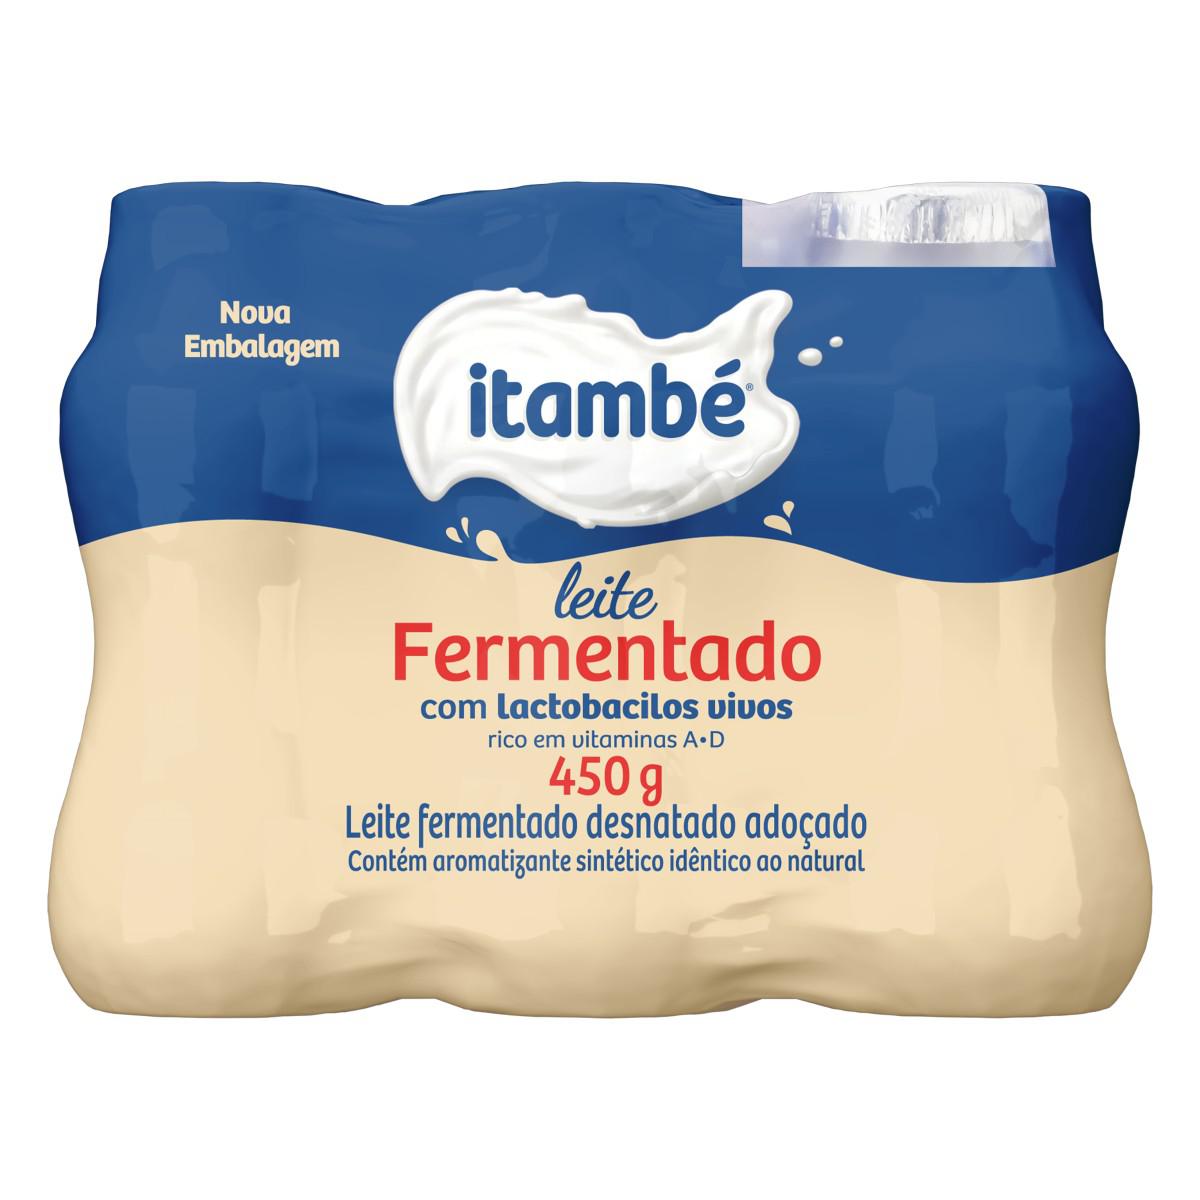 Nova
Embalagem
itambé®
leite
Fermentado
com lactobacilos vivos
rico em vitaminas A•D
450 g
Leite fermentado desnatado adoçado
Contém aromatizante sintético idêntico ao natural